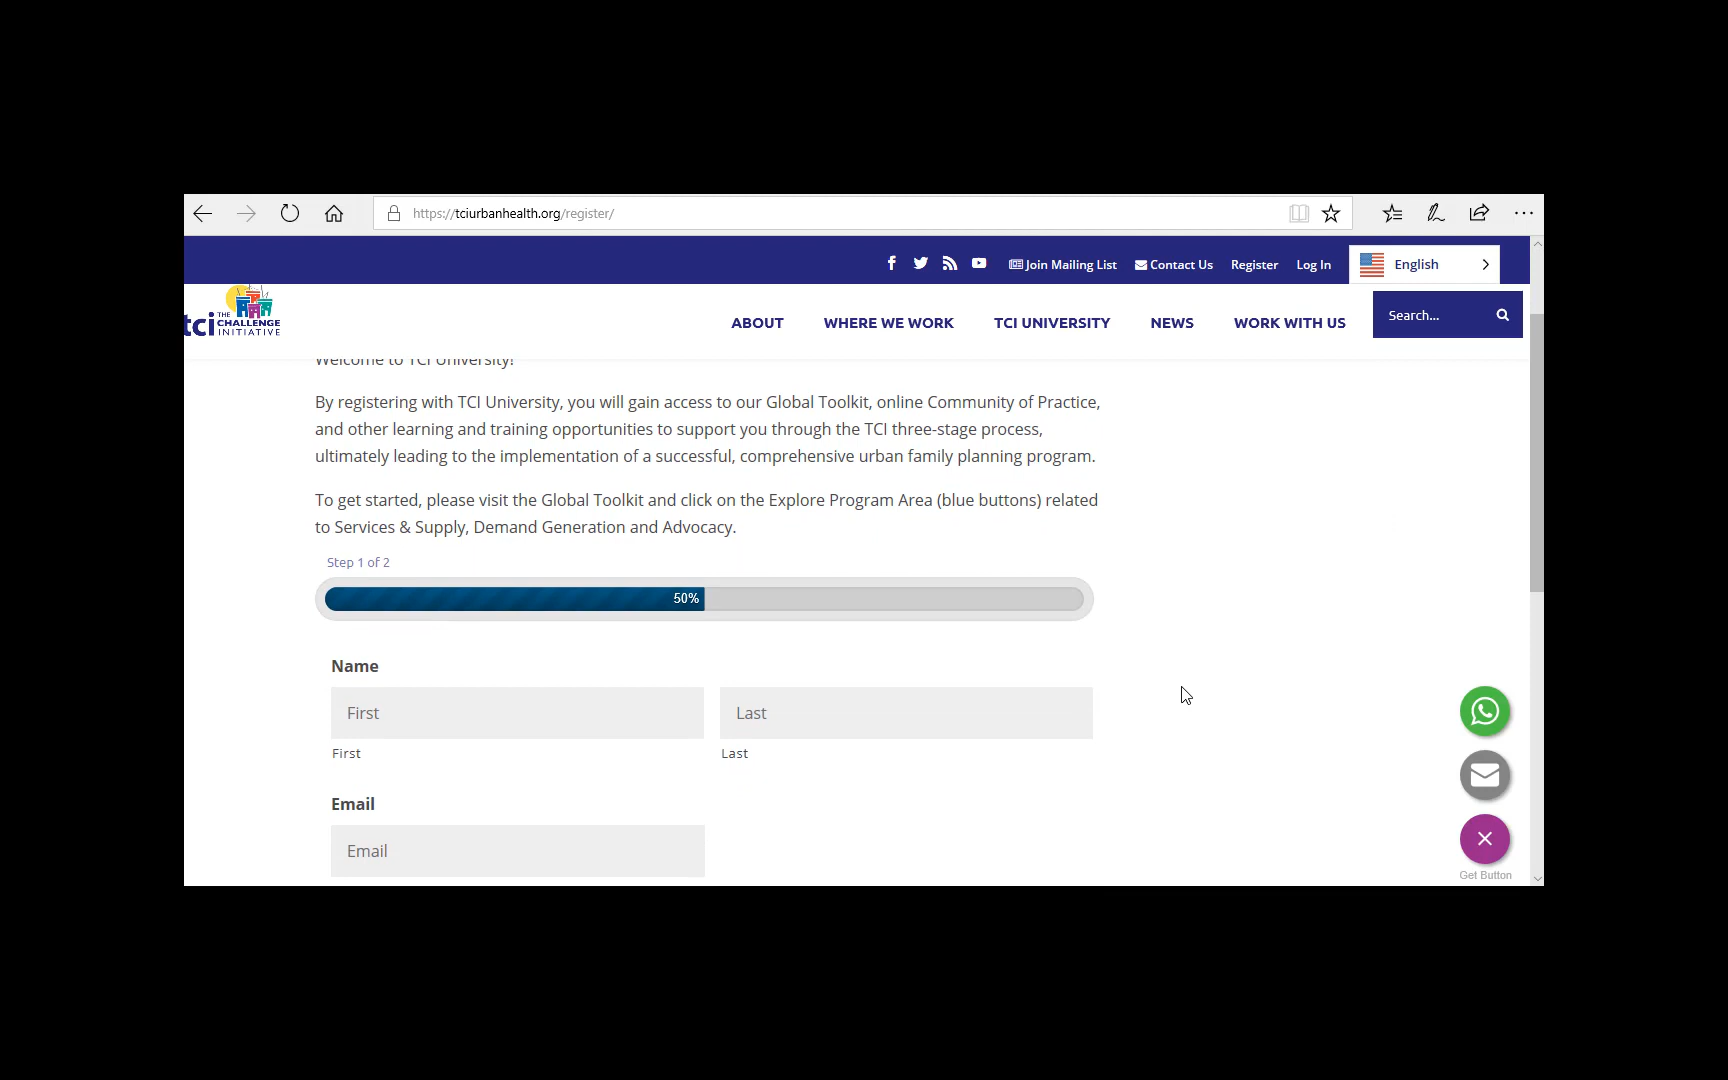 https://tciurbanhealth.org/register/
Join Mailing List Contact Us Register Log In English
tci THE CHALLENGE INITIATIVE
ABOUT WHERE WE WORK TCI UNIVERSITY NEWS WORK WITH US Search...
Welcome to TCI University!
By registering with TCI University, you will gain access to our Global Toolkit, online Community of Practice,
and other learning and training opportunities to support you through the TCI three-stage process,
ultimately leading to the implementation of a successful, comprehensive urban family planning program.
To get started, please visit the Global Toolkit and click on the Explore Program Area (blue buttons) related
to Services & Supply, Demand Generation and Advocacy.
Step 1 of 2
50%
Name
First Last
First Last
Email
Email
Get Button